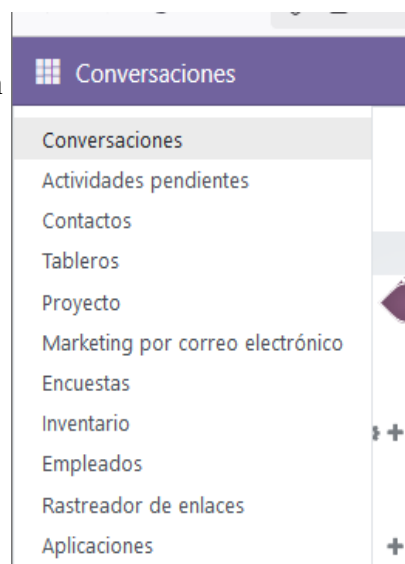 Conversaciones
Conversaciones
Actividades pendientes
Contactos
Tableros
Proyecto
Marketing por correo electrónico
Encuestas
Inventario
Empleados
Rastreador de enlaces
Aplicaciones